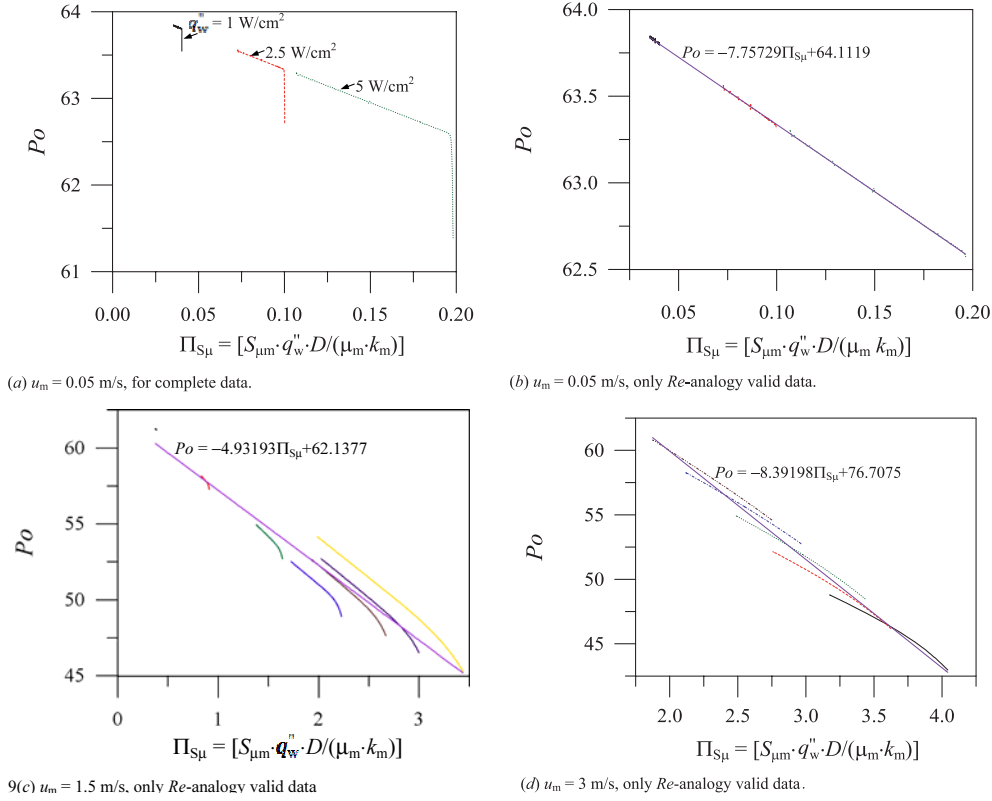 64
63
62
61
Po
q"w = 1 W/cm2
2.5 W/cm2
5 W/cm2
0.00 0.05 0.10 0.15 0.20
ΠSμ = [Sμm·q"w·D/(μm·km)]
(a) um = 0.05 m/s, for complete data.
64.0
63.5
63.0
62.5
Po
Po = −7.75729ΠSμ+64.1119
0.05 0.10 0.15 0.20
ΠSμ = [Sμm·q"w·D/(μm km)]
(b) um = 0.05 m/s, only Re-analogy valid data.
60
55
50
45
Po
Po = −4.93193ΠSμ+62.1377
0 1 2 3
ΠSμ = [Sμm·q"w·D/(μm·km)]
9(c) um = 1.5 m/s, only Re-analogy valid data
60
55
50
45
Po
Po = −8.39198ΠSμ+76.7075
2.0 2.5 3.0 3.5 4.0
ΠSμ = [Sμm·q"w·D/(μm·km)]
(d) um = 3 m/s, only Re-analogy valid data.